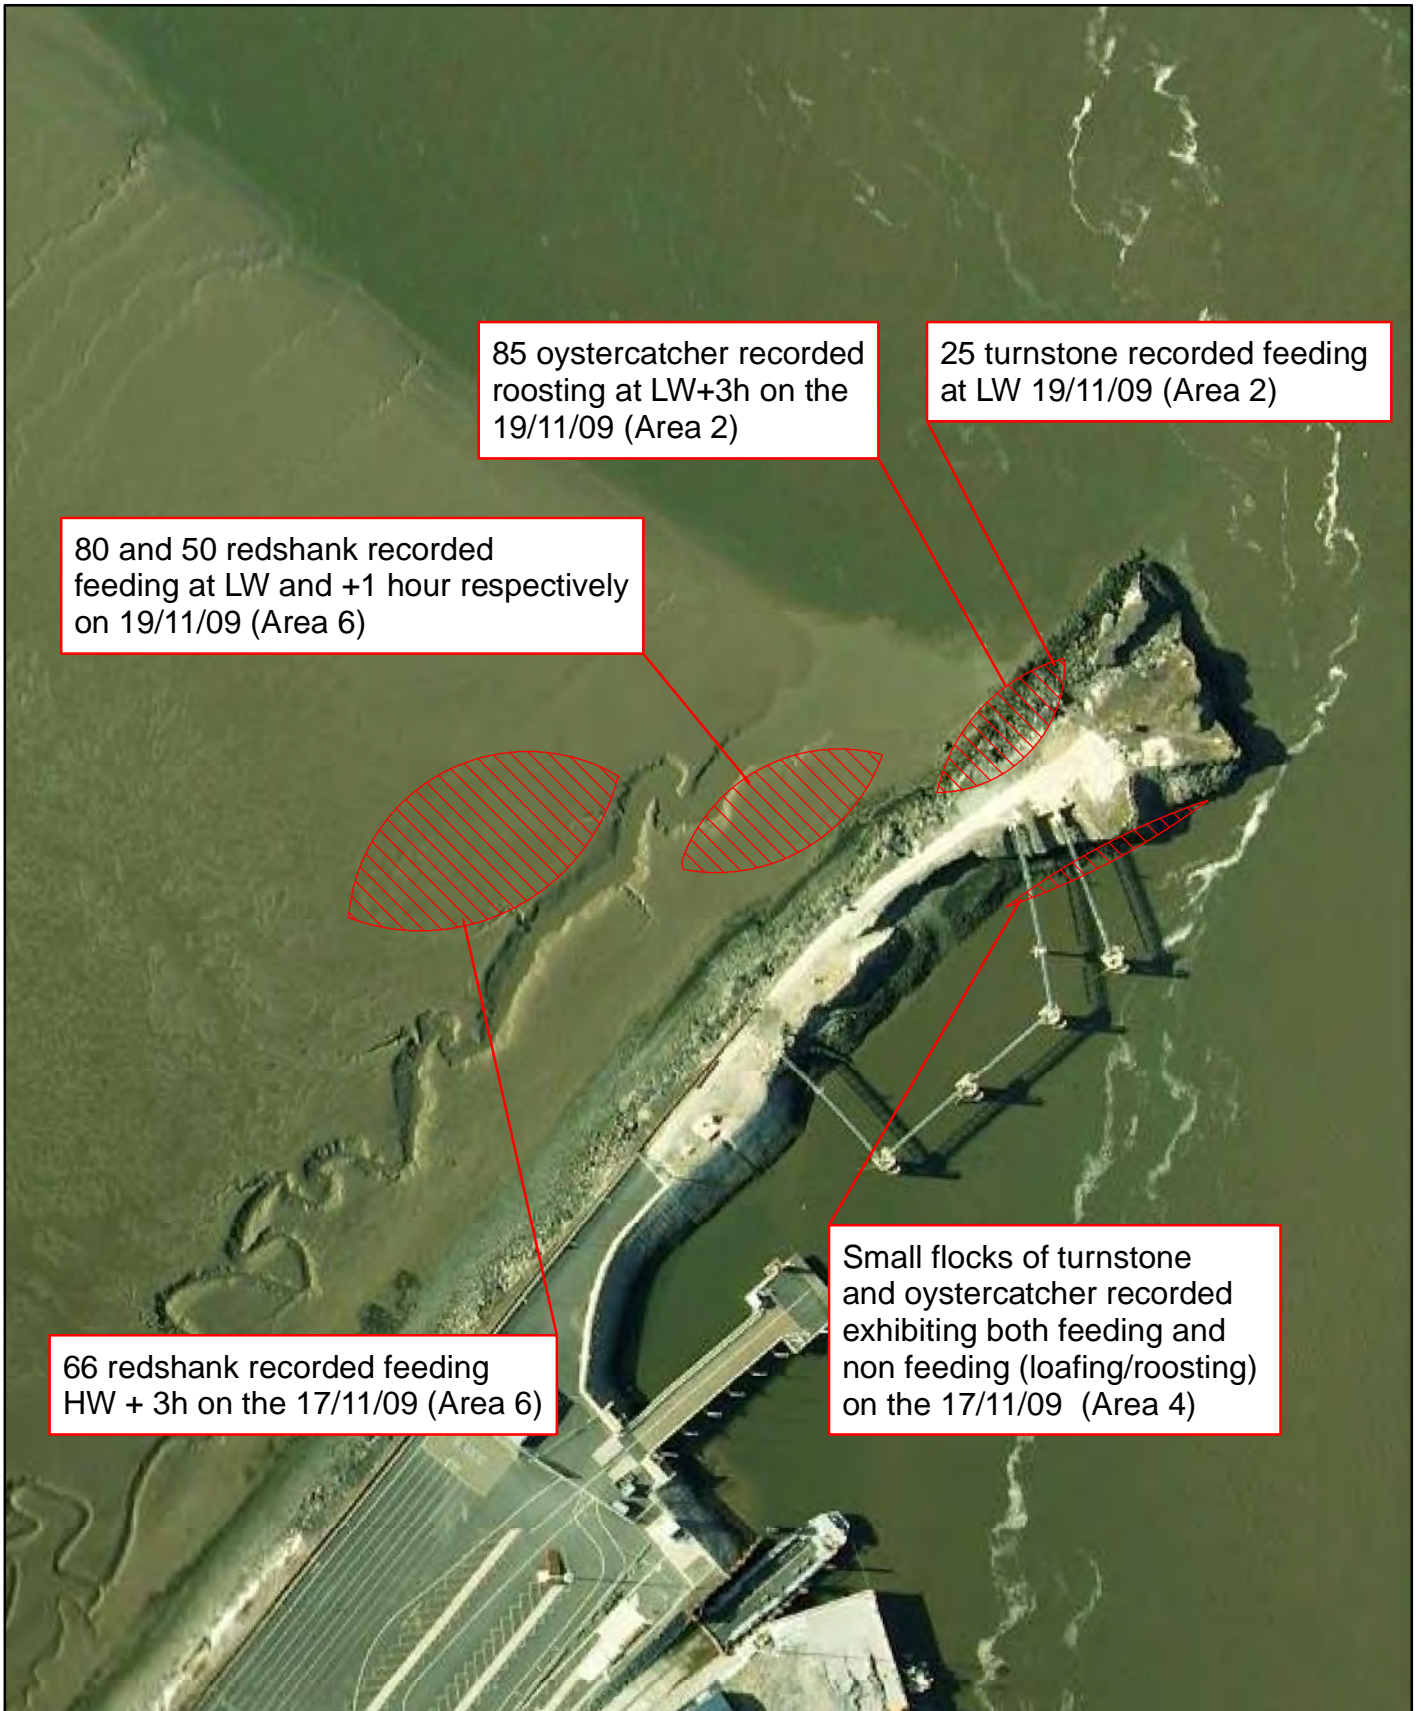 85 oystercatcher recorded
roosting at LW+3h on the
19/11/09 (Area 2)
25 turnstone recorded feeding
at LW 19/11/09 (Area 2)
80 and 50 redshank recorded
feeding at LW and +1 hour respectively
on 19/11/09 (Area 6)
Small flocks of turnstone
and oystercatcher recorded
exhibiting both feeding and
non feeding (loafing/roosting)
on the 17/11/09 (Area 4)
66 redshank recorded feeding
HW + 3h on the 17/11/09 (Area 6)